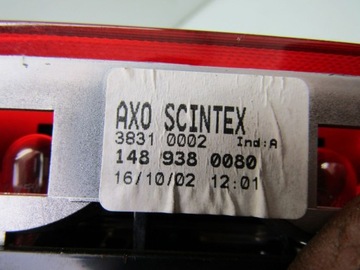 AXO SCINTEX
3831 0002 Ind:A
148 938 0080
16/10/02 12:01